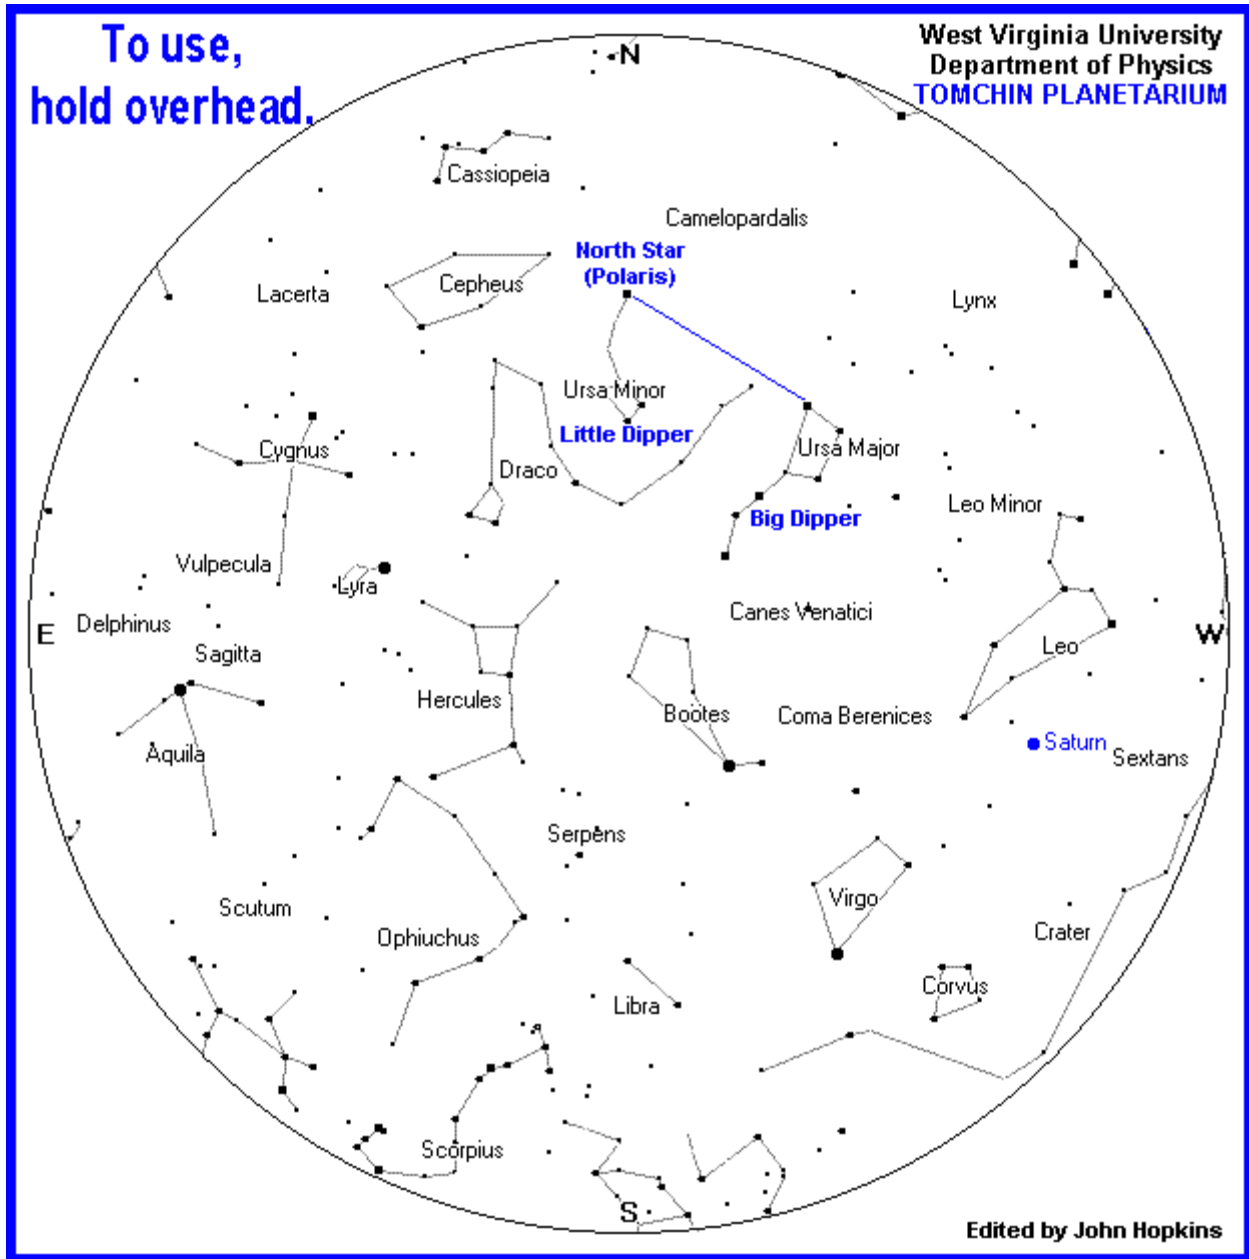 To use,
hold overhead.
West Virginia University
Department of Physics
TOMCHIN PLANETARIUM
N
Cassiopeia
Camelopardalis
North Star
(Polaris)
Cepheus
Lacerta
Lynx
Ursa Minor
Little Dipper
Cygnus
Draco
Ursa Major
Big Dipper
Leo Minor
Vulpecula
Lyra
Canes Venatici
Delphinus
E
W
Sagitta
Leo
Hercules
Bootes
Coma Berenices
Saturn
Aquila
Sextans
Serpens
Virgo
Scutum
Ophiuchus
Crater
Corvus
Libra
Scorpius
S
Edited by John Hopkins